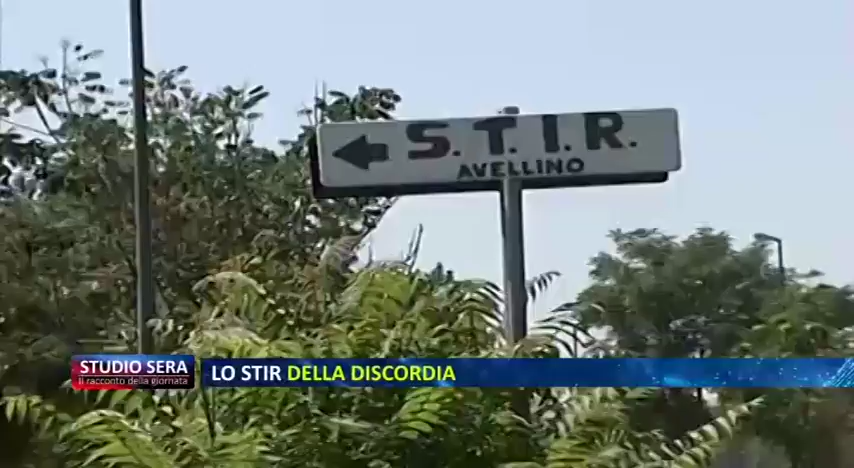 S.T.I.R.
AVELLINO
STUDIO SERA
Il racconto della giornata
LO STIR DELLA DISCORDIA